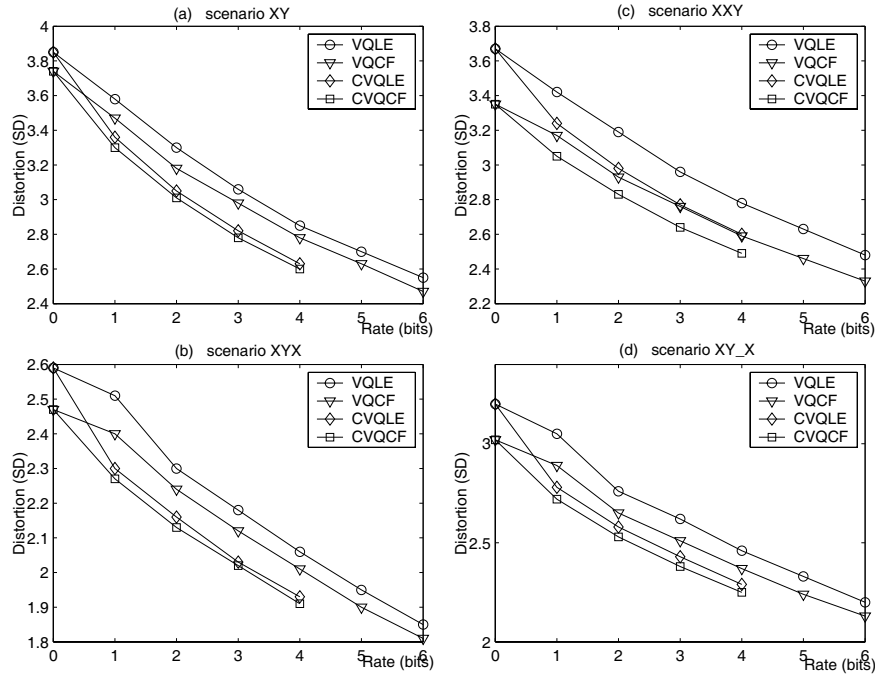 (a) scenario XY
4
3.8
3.6
3.4
3.2
3
2.8
2.6
2.4
Distortion (SD)
0 1 2 3 4 5 6
Rate (bits)
VQLE
VQCF
CVQLE
CVQCF
(c) scenario XXY
3.8
3.6
3.4
3.2
3
2.8
2.6
2.4
2.2
Distortion (SD)
0 1 2 3 4 5 6
Rate (bits)
VQLE
VQCF
CVQLE
CVQCF
(b) scenario XYX
2.6
2.5
2.4
2.3
2.2
2.1
2
1.9
1.8
Distortion (SD)
0 1 2 3 4 5 6
Rate (bits)
VQLE
VQCF
CVQLE
CVQCF
(d) scenario XY_X
3
2.5
2
Distortion (SD)
0 1 2 3 4 5 6
Rate (bits)
VQLE
VQCF
CVQLE
CVQCF